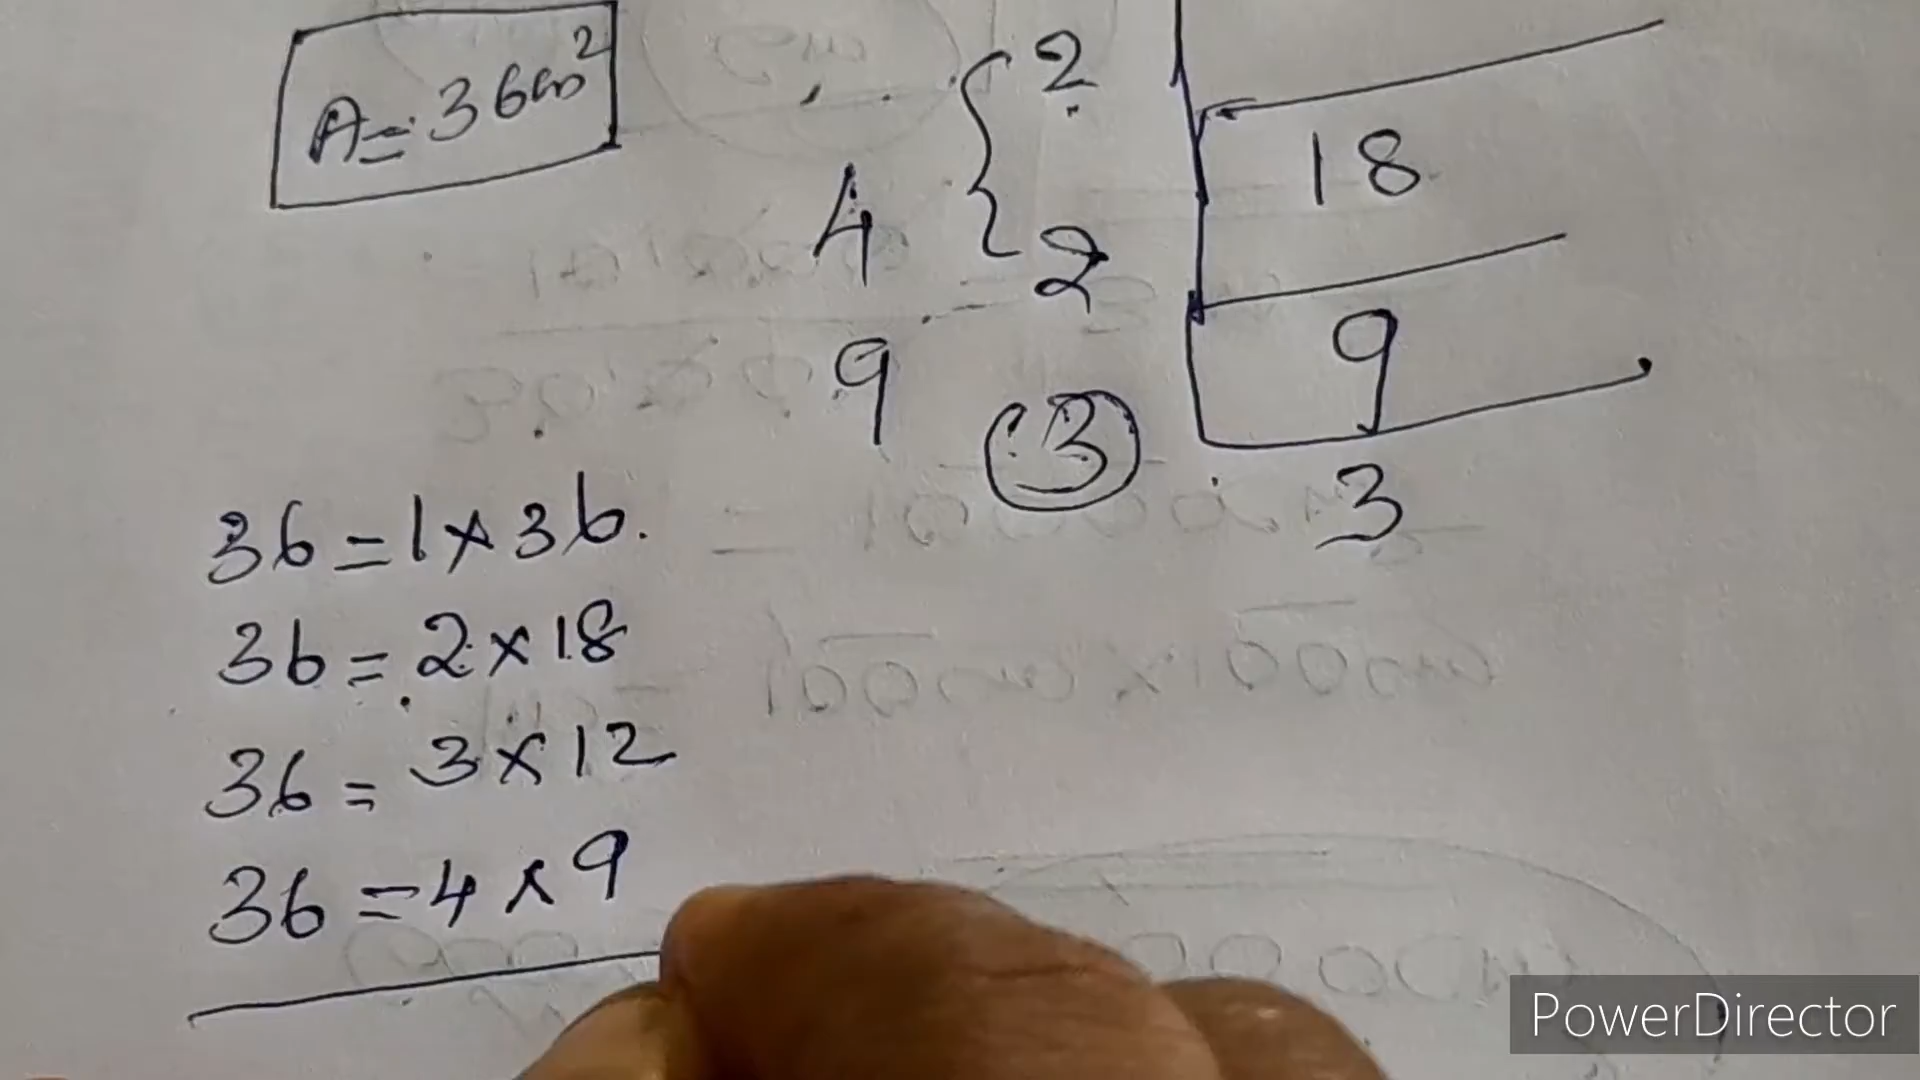 A = 36cm²
2
18
4
2
9
9
3
3
36 = 1 × 36.
36 = 2 × 18
36 = 3 × 12
36 = 4 × 9
PowerDirector